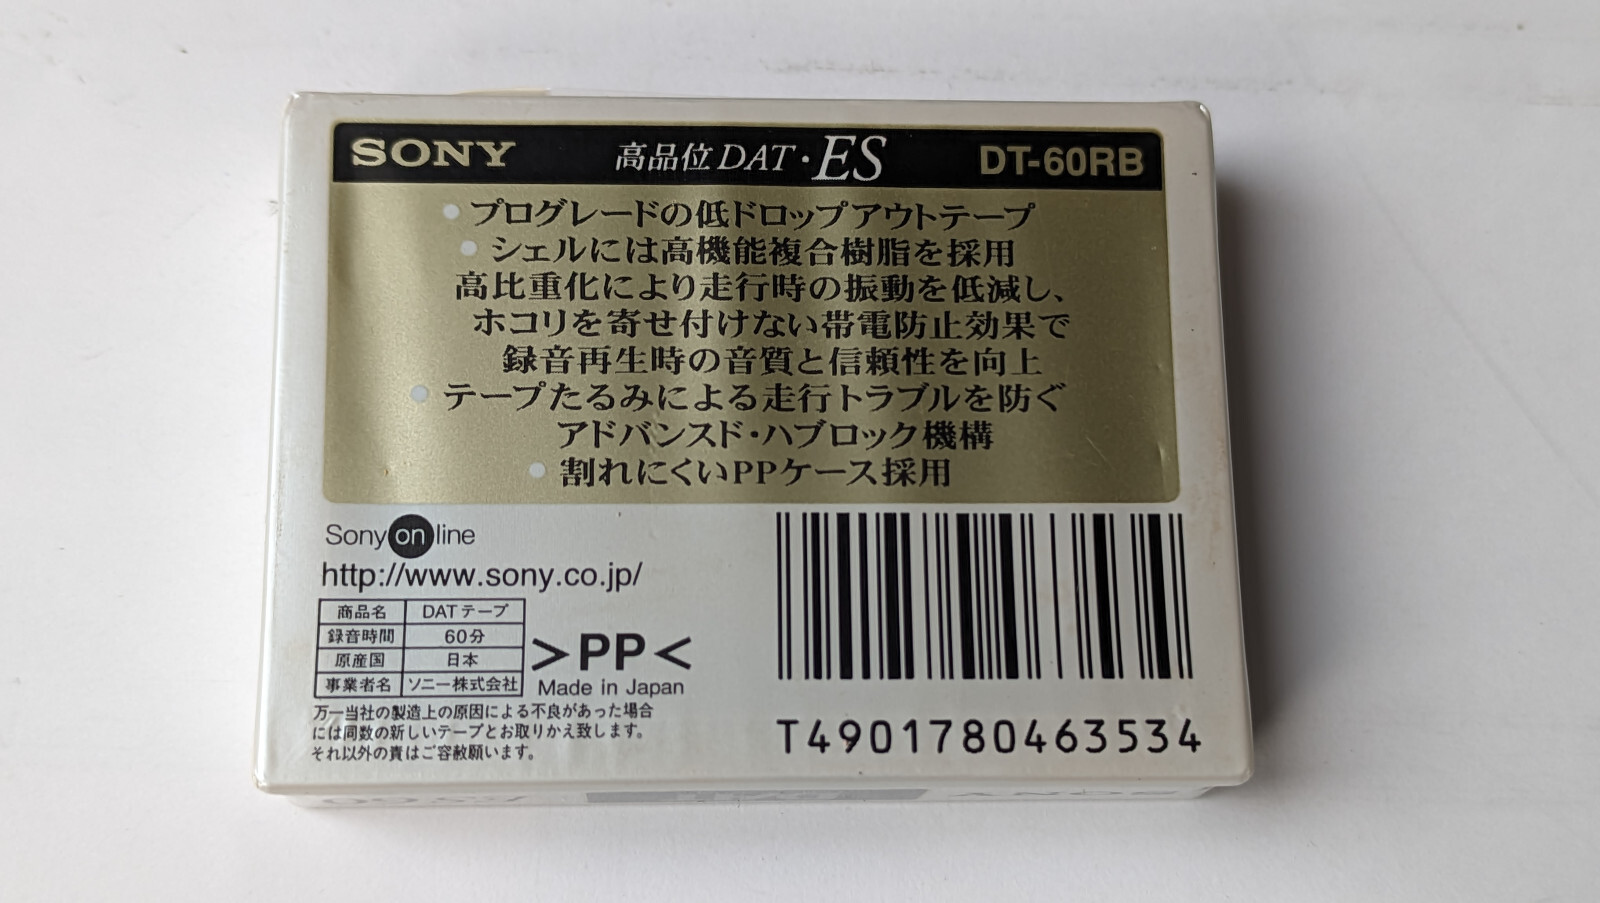 SONY 高品位DAT・ES DT-60RB
● プログレードの低ドロップアウトテープ
● シェルには高機能複合樹脂を採用
高比重化により走行時の振動を低減し、
ホコリを寄せ付けない帯電防止効果で
録音再生時の音質と信頼性を向上
● テープたるみによる走行トラブルを防ぐ
アドバンスド・ハブロック機構
● 割れにくいPPケース採用
Sony on line
http://www.sony.co.jp/
商品名 DATテープ
録音時間 60分
原産国 日本
事業者名 ソニー株式会社
>PP<
Made in Japan
万一当社の製造上の原因による不良があった場合
には同数の新しいテープとお取りかえ致します。
それ以外の責はご容赦願います。
T4901780463534
SONY